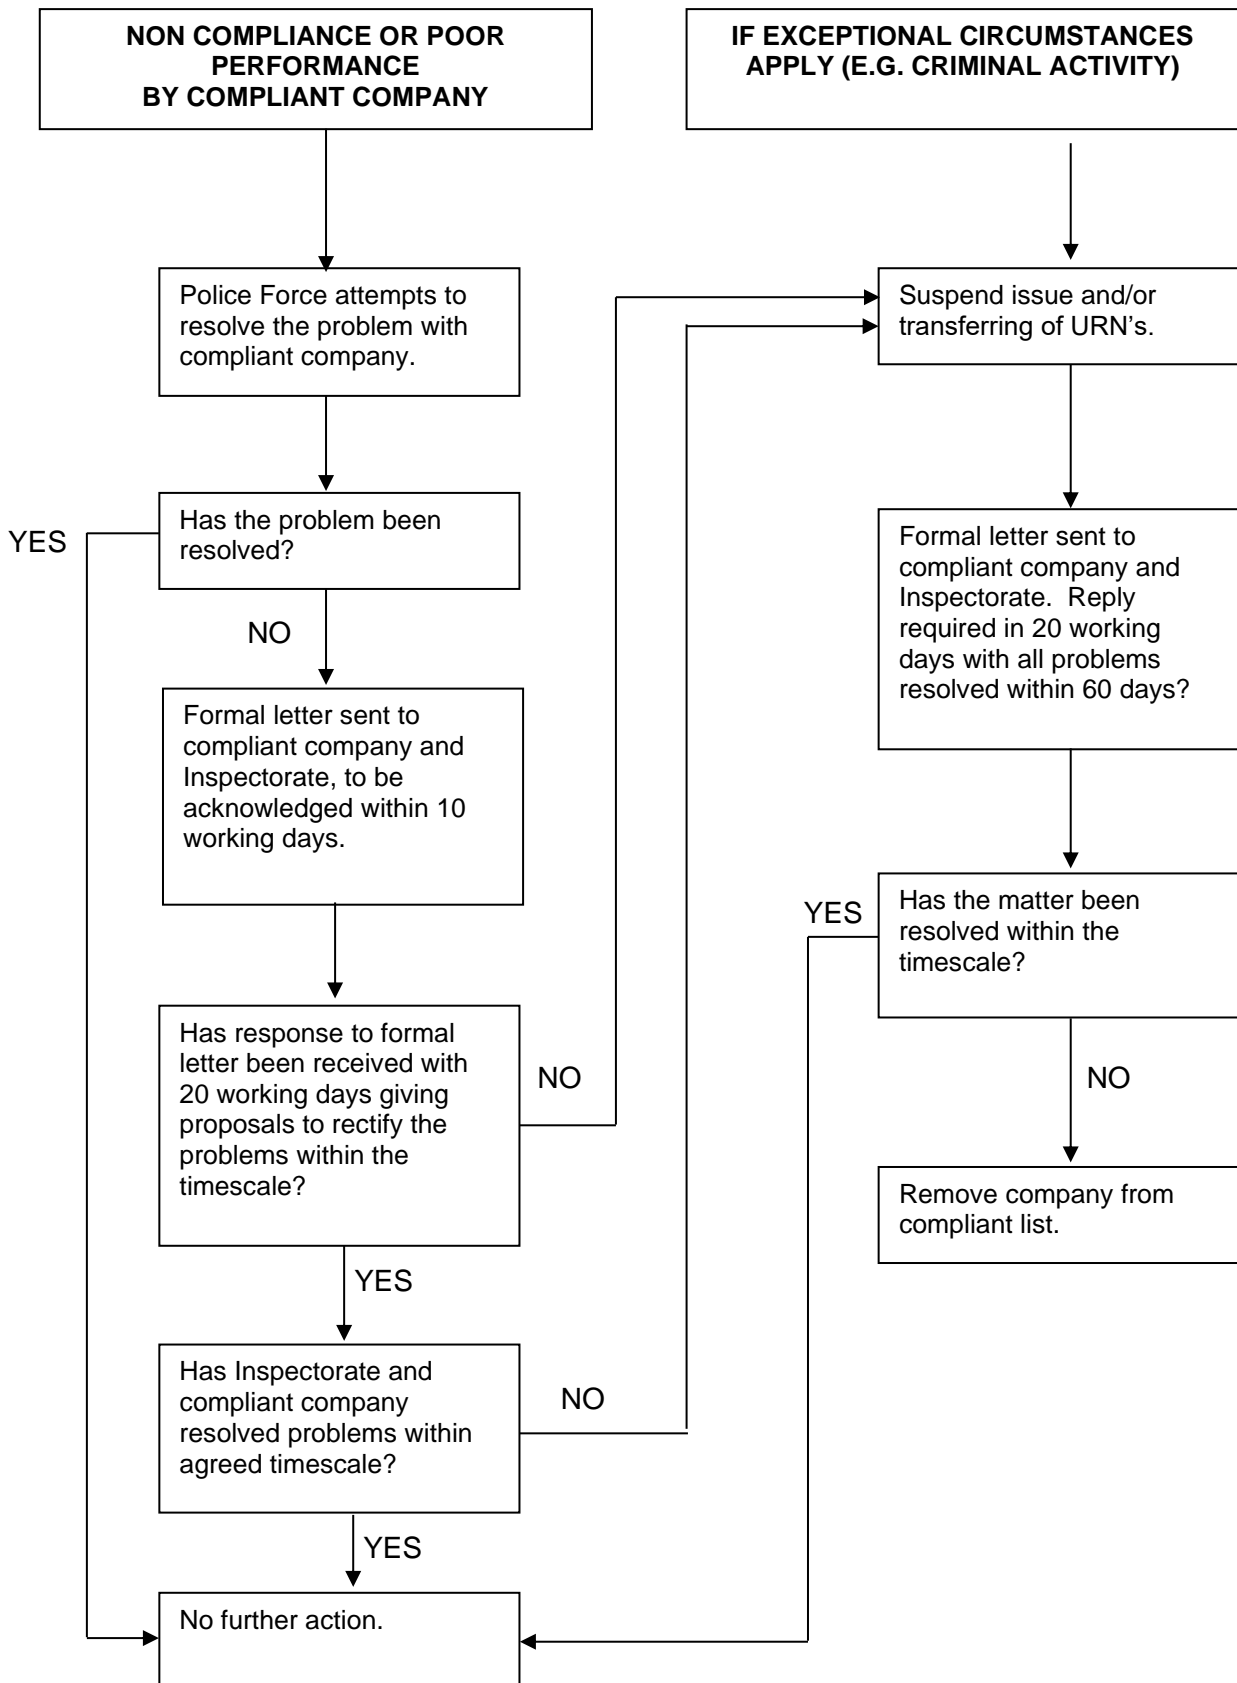 NON COMPLIANCE OR POOR
PERFORMANCE
BY COMPLIANT COMPANY
IF EXCEPTIONAL CIRCUMSTANCES
APPLY (E.G. CRIMINAL ACTIVITY)
Police Force attempts to
resolve the problem with
compliant company.
Suspend issue and/or
transferring of URN's.
Has the problem been
resolved?
YES
NO
Formal letter sent to
compliant company and
Inspectorate. Reply
required in 20 working
days with all problems
resolved within 60 days?
Formal letter sent to
compliant company and
Inspectorate, to be
acknowledged within 10
working days.
Has the matter been
resolved within the
timescale?
YES
NO
Has response to formal
letter been received with
20 working days giving
proposals to rectify the
problems within the
timescale?
NO
YES
Remove company from
compliant list.
Has Inspectorate and
compliant company
resolved problems within
agreed timescale?
NO
YES
No further action.